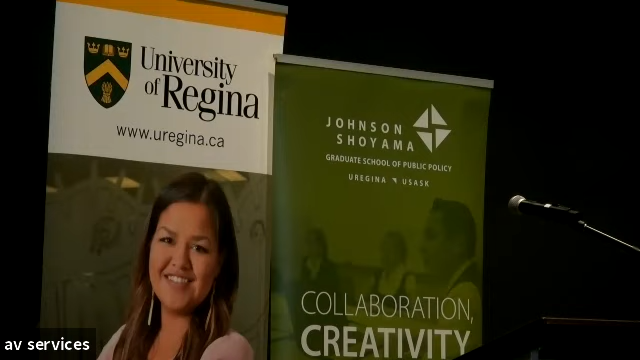 University
of Regina
www.uregina.ca
JOHNSON
SHOYAMA
GRADUATE SCHOOL OF PUBLIC POLICY
UREGINA USASK
COLLABORATION,
CREATIVITY
av services